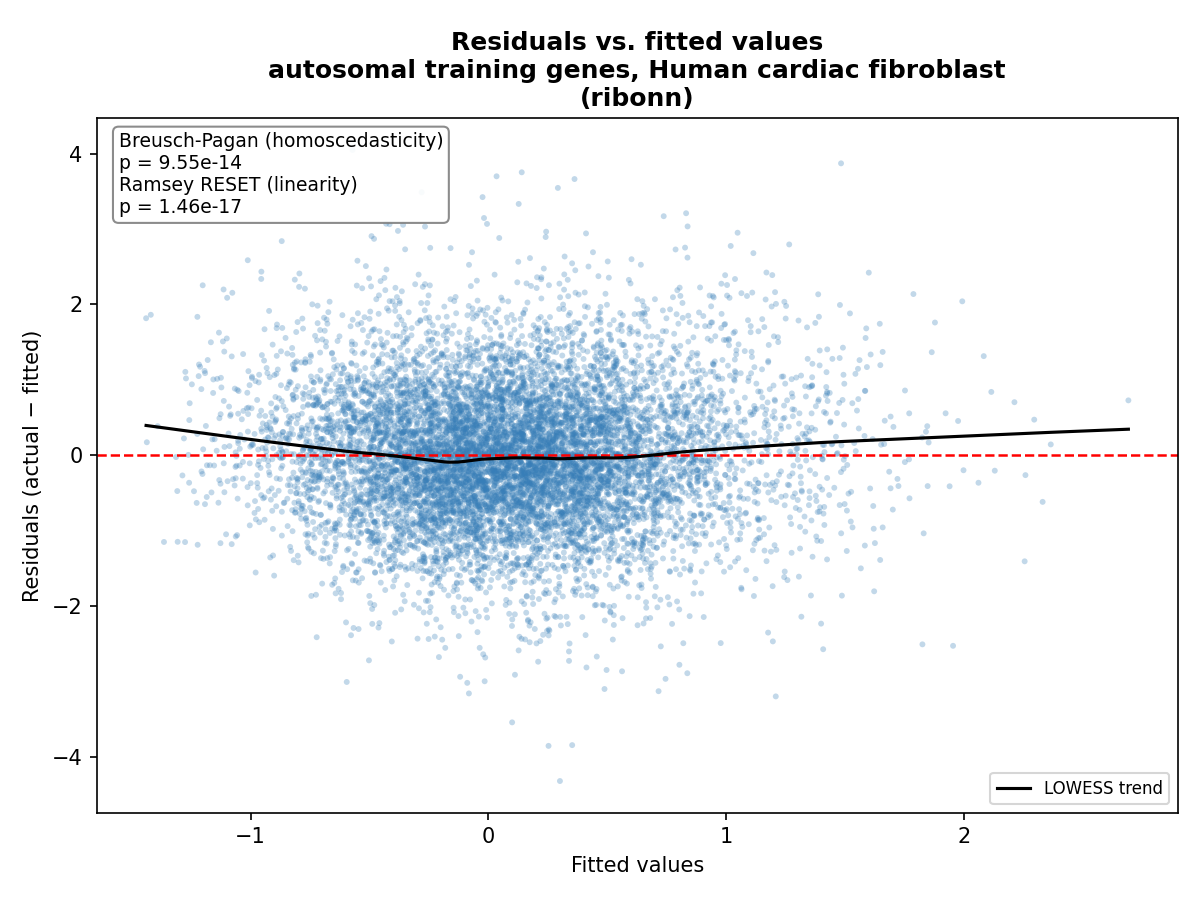 Residuals vs. fitted values
autosomal training genes, Human cardiac fibroblast
(ribonn)
Breusch-Pagan (homoscedasticity)
p = 9.55e-14
Ramsey RESET (linearity)
p = 1.46e-17
4
2
0
−2
−4
Residuals (actual − fitted)
LOWESS trend
−1
0
1
2
Fitted values